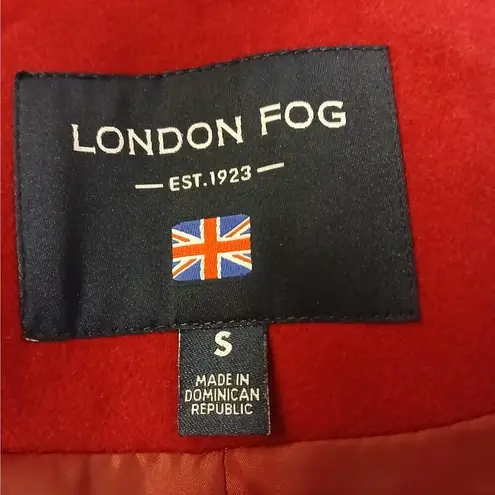 LONDON FOG
— EST.1923 —
S
MADE IN
DOMINICAN
REPUBLIC